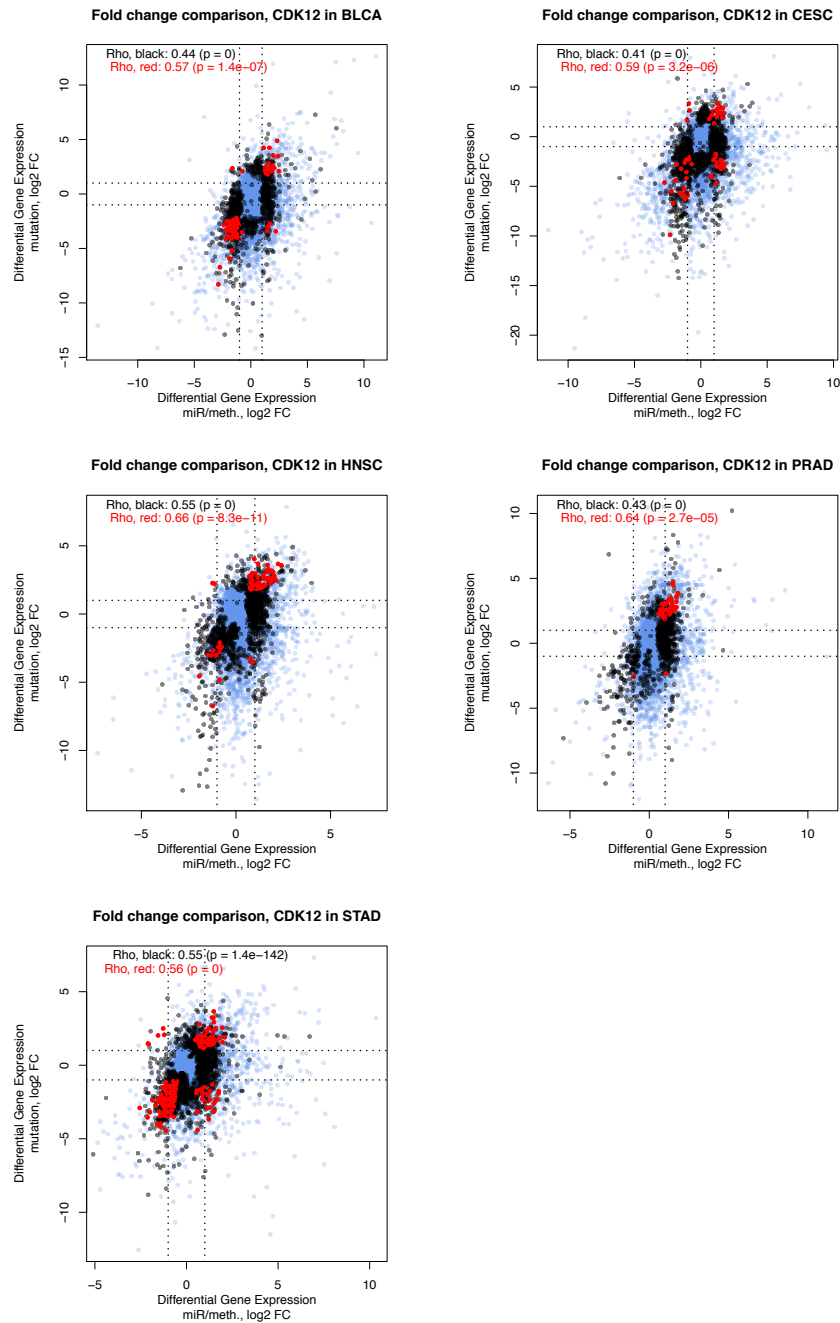 Fold change comparison, CDK12 in BLCA
Rho, black: 0.44 (p = 0)
Rho, red: 0.57 (p = 1.4e−07)
10
5
0
−5
−10
−15
Differential Gene Expression
mutation, log2 FC
−10
−5
0
5
10
Differential Gene Expression
miR/meth., log2 FC
Fold change comparison, CDK12 in CESC
Rho, black: 0.41 (p = 0)
Rho, red: 0.59 (p = 3.2e−06)
5
0
−5
−10
−15
−20
Differential Gene Expression
mutation, log2 FC
−10
−5
0
5
10
Differential Gene Expression
miR/meth., log2 FC
Fold change comparison, CDK12 in HNSC
Rho, black: 0.55 (p = 0)
Rho, red: 0.66 (p = 8.3e−11)
5
0
−5
−10
Differential Gene Expression
mutation, log2 FC
−5
0
5
Differential Gene Expression
miR/meth., log2 FC
Fold change comparison, CDK12 in PRAD
Rho, black: 0.43 (p = 0)
Rho, red: 0.64 (p = 2.7e−05)
10
5
0
−5
−10
Differential Gene Expression
mutation, log2 FC
−5
0
5
10
Differential Gene Expression
miR/meth., log2 FC
Fold change comparison, CDK12 in STAD
Rho, black: 0.55 (p = 1.4e−142)
Rho, red: 0.56 (p = 0)
5
0
−5
−10
Differential Gene Expression
mutation, log2 FC
−5
0
5
10
Differential Gene Expression
miR/meth., log2 FC